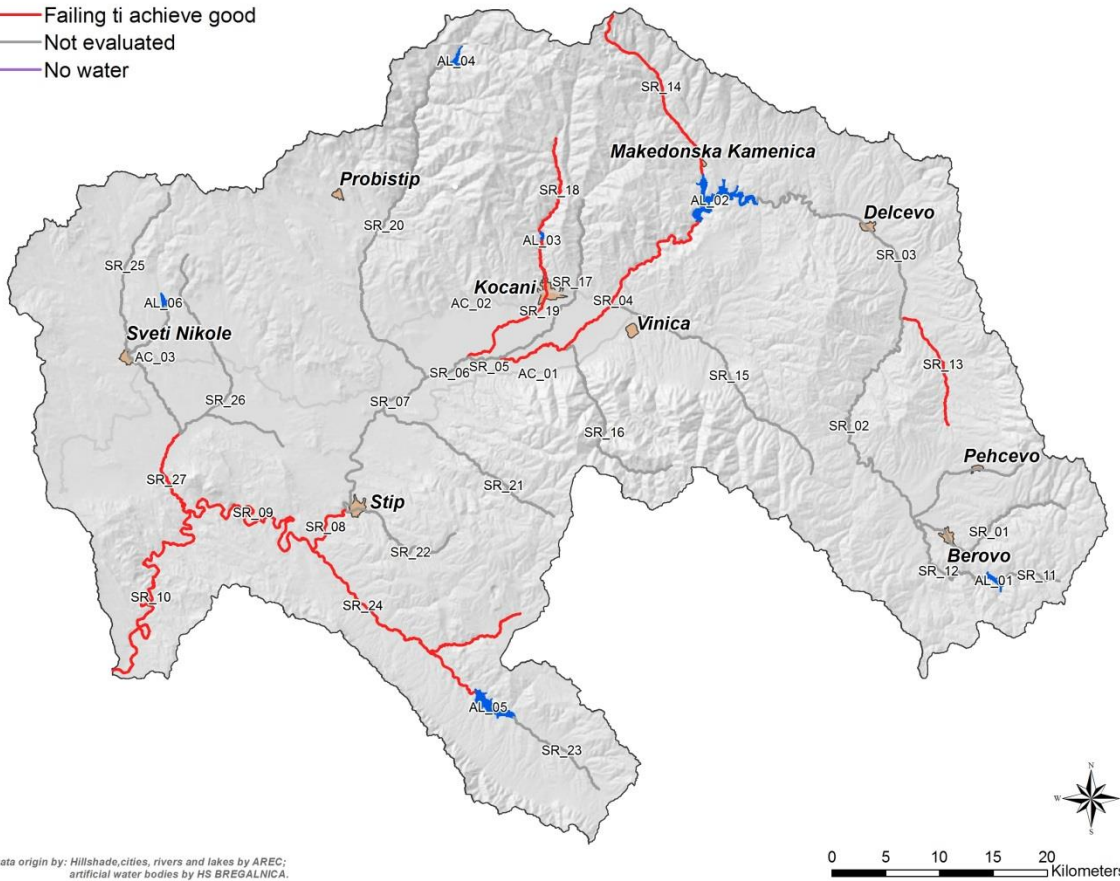 Failing ti achieve good
Not evaluated
No water
AL_04
SR_14
Makedonska Kamenica
Probistip
SR_18
AL_02
SR_20
Delcevo
AL_03
SR_25
SR_03
Kocani
SR_17
AL_06
AC_02
SR_04
SR_19
Vinica
Sveti Nikole
AC_03
SR_05
SR_13
SR_06
AC_01
SR_15
SR_26
SR_07
SR_02
SR_16
Pehcevo
SR_27
SR_21
Stip
SR_09
SR_08
SR_01
SR_22
Berovo
SR_12
AL_01
SR_11
SR_10
SR_24
AL_05
SR_23
N
W
S
ata origin by: Hillshade,cities, rivers and lakes by AREC;
artificial water bodies by HS BREGALNICA.
0 5 10 15 20
Kilometers